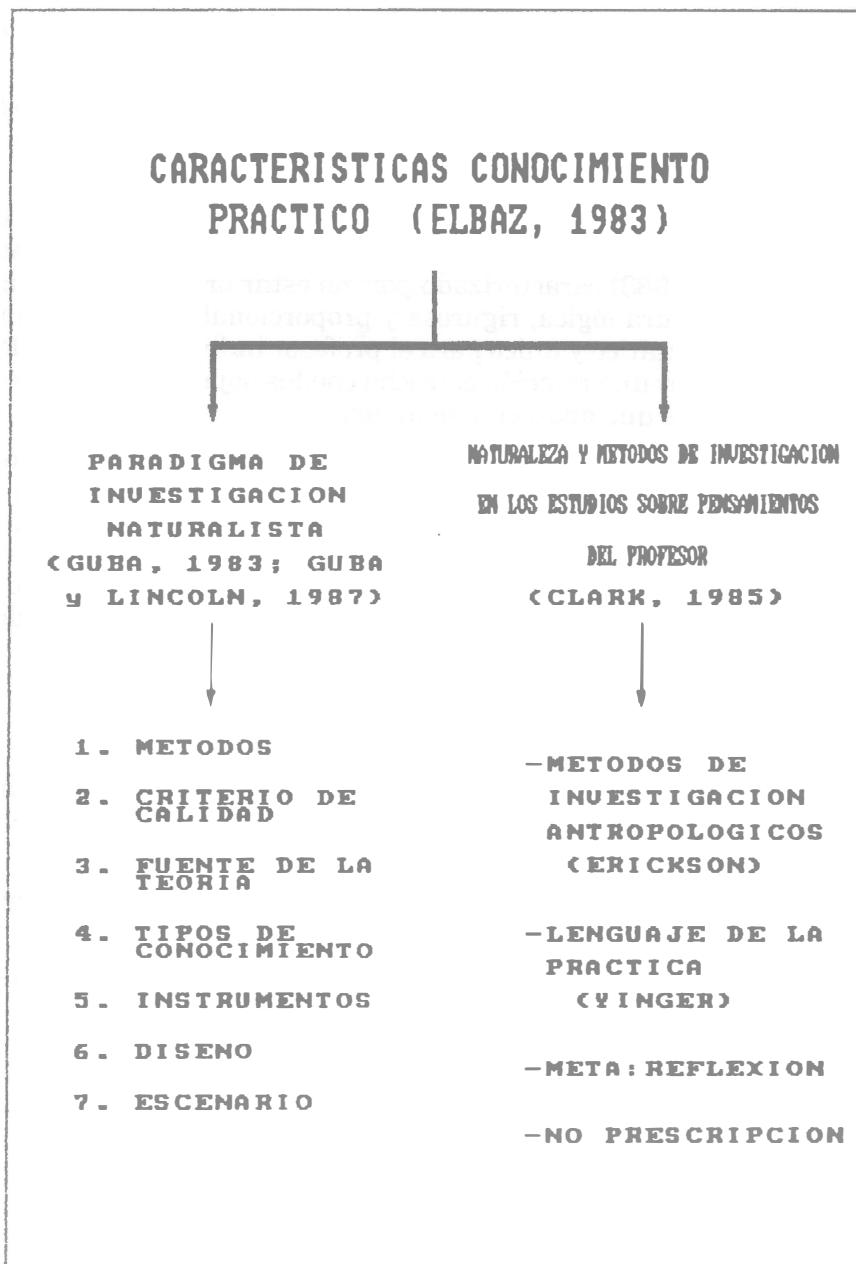 CARACTERISTICAS CONOCIMIENTO
PRACTICO (ELBAZ, 1983)
PARADIGMA DE
INVESTIGACION
NATURALISTA
(GUBA, 1983; GUBA
y LINCOLN, 1987)
NATURALEZA Y METODOS DE INVESTIGACION
EN LOS ESTUDIOS SOBRE PENSAMIENTOS
DEL PROFESOR
(CLARK, 1985)
1. METODOS
2. CRITERIO DE
CALIDAD
3. FUENTE DE LA
TEORIA
4. TIPOS DE
CONOCIMIENTO
5. INSTRUMENTOS
6. DISENO
7. ESCENARIO
-METODOS DE
INVESTIGACION
ANTROPOLOGICOS
(ERICKSON)
-LENGUAJE DE LA
PRACTICA
(YINGER)
-META:REFLEXION
-NO PRESCRIPCION